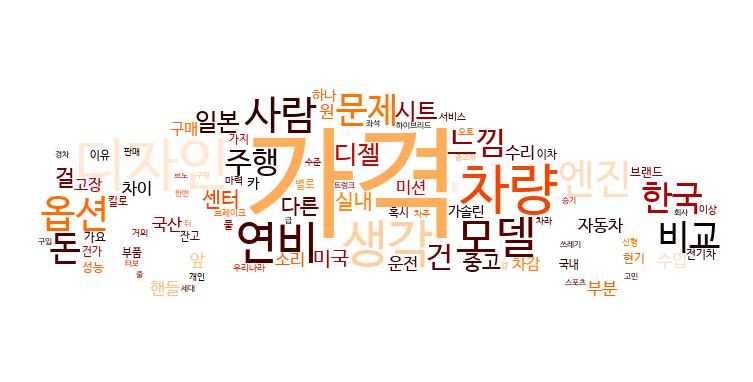 하나
사람
원
문제
시트
서비스
일본
좌석
하이브리드
구매
가지
느낌
오토
가격
경차
이유
판매
디자인
주행
수준
디젤
수리
이차
걸
고장
차이
르노
마력
카
별로
미션
엔진
브랜드
킬로
한번
센터
트렁크
차량
승기
한국
이상
옵션
브레이크
다른
실내
혹시
차주
가솔린
회사
국산
뒤
풀
급
차라
자동차
돈
가요
거의
잔고
연비
생각
모델
비교
구입
건가
부품
우리나라
소리
미국
건
쓰레기
신형
전기차
성능
터보
앞
운전
중고
차감
국내
현기
수입
줄
개인
고민
핸들
세대
스포츠
부분